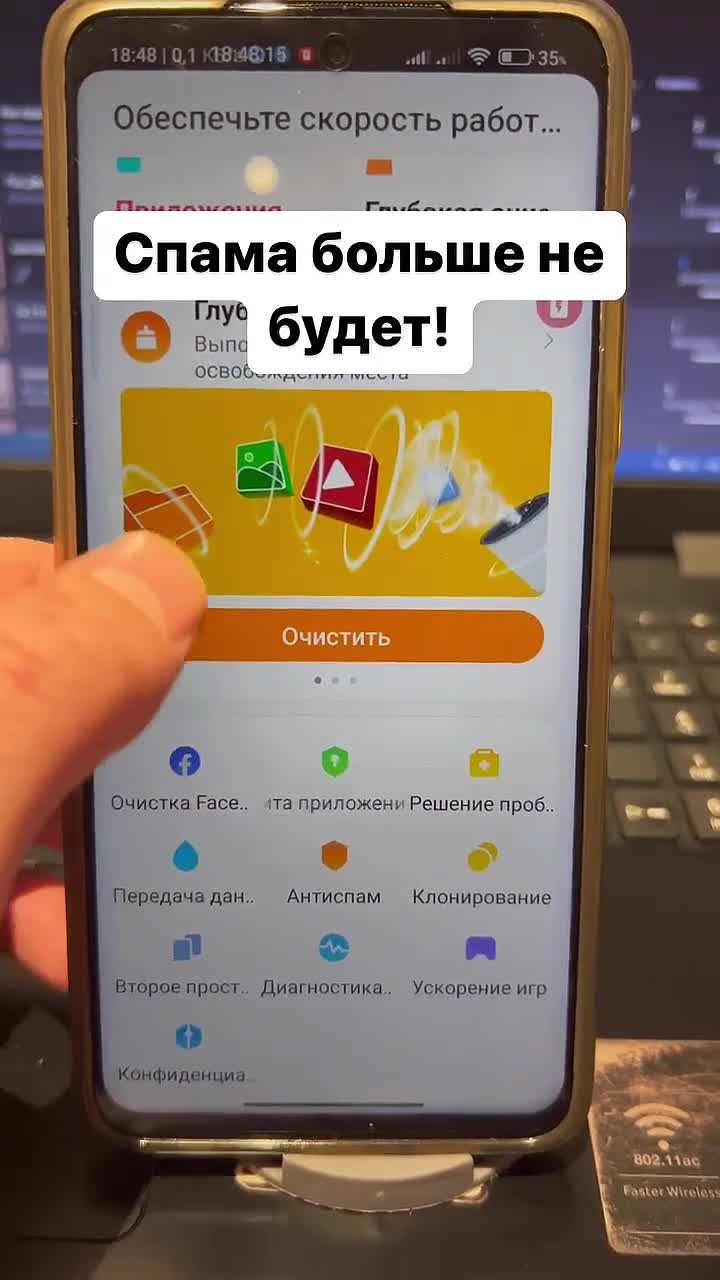 18:48 | 0,1 18:48:15 35%
Обеспечьте скорость работ...
Приложения
Спама больше не
будет!
Глуб
Выпо
освобождения места
Очистить
Очистка Face.. ита приложени Решение проб..
Передача дан.. Антиспам Клонирование
Второе прост.. Диагностика.. Ускорение игр
Конфиденциа..
802.11ac
Faster Wireless